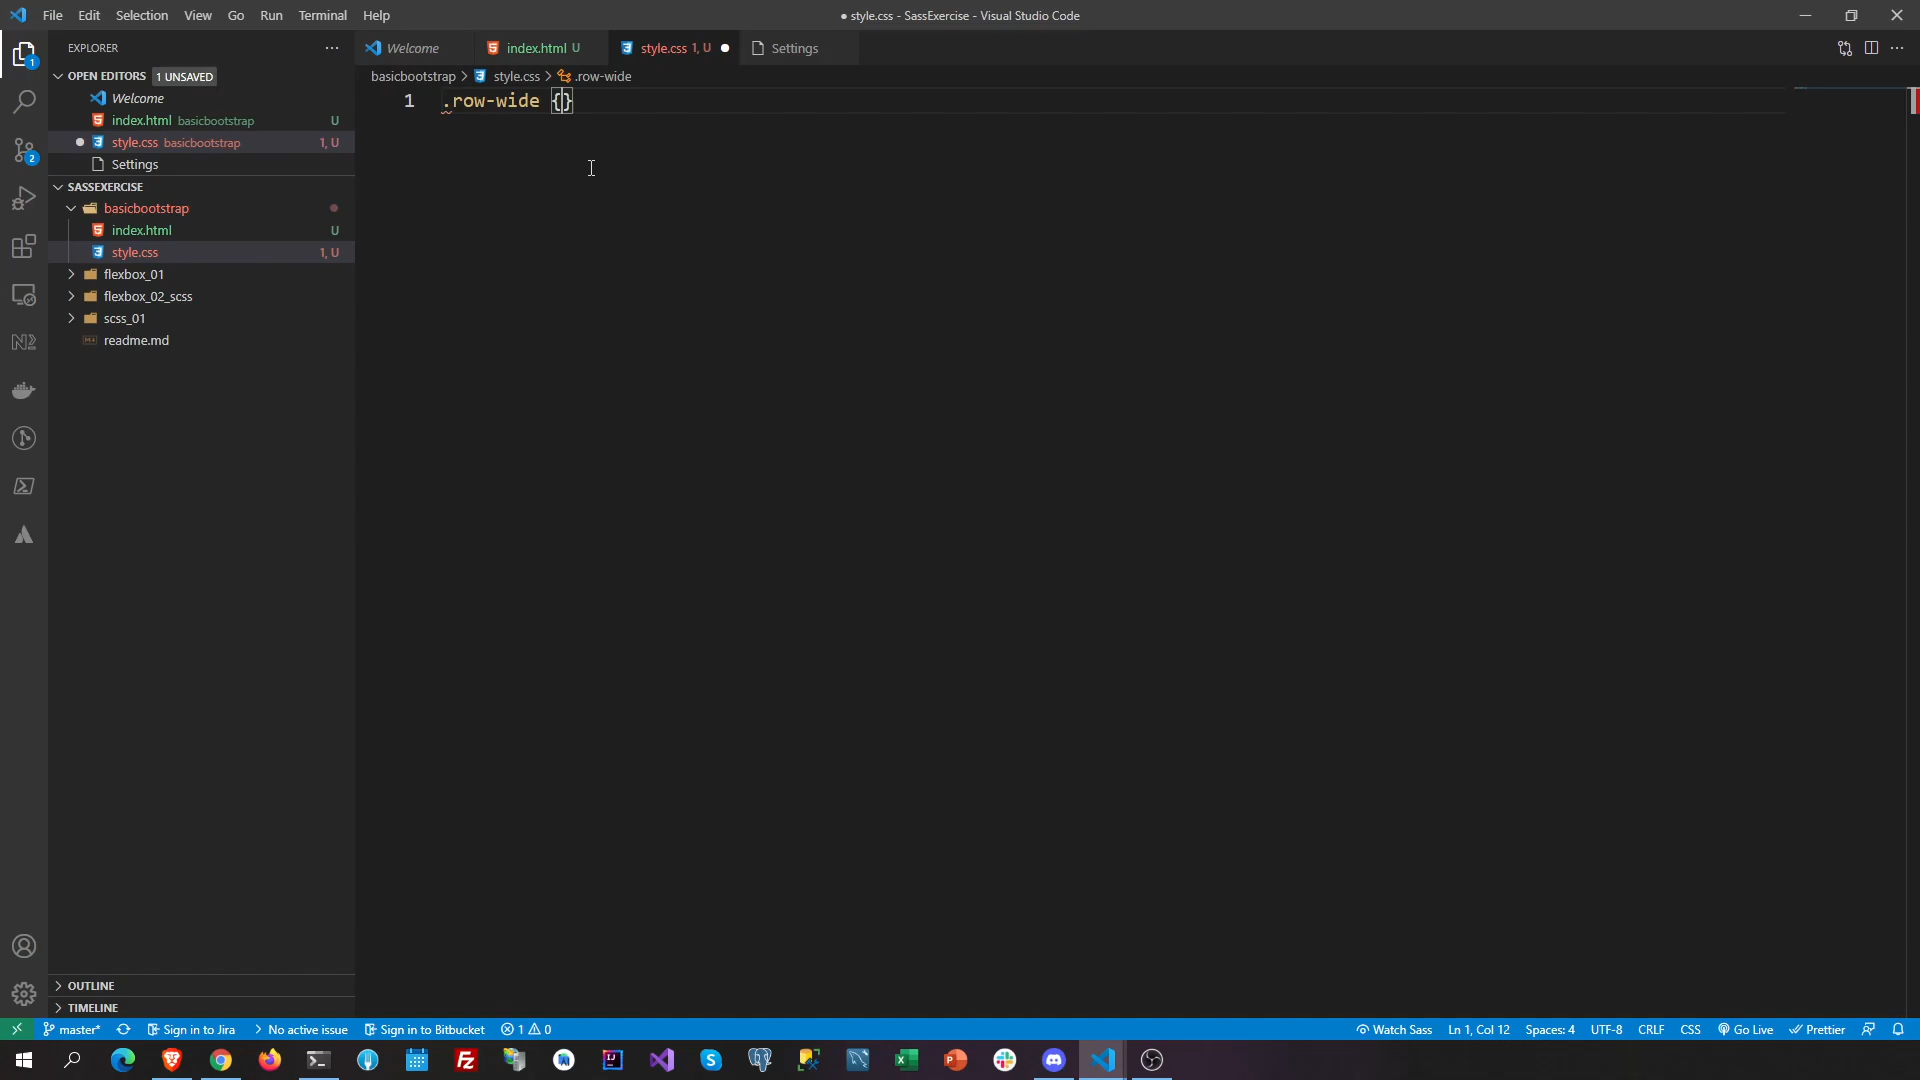 File Edit Selection View Go Run Terminal Help
● style.css - SassExercise - Visual Studio Code
EXPLORER
Welcome
index.html U
style.css 1, U
Settings
OPEN EDITORS 1 UNSAVED
basicbootstrap > style.css > .row-wide
Welcome
1 .row-wide {}
index.html basicbootstrap U
style.css basicbootstrap 1, U
Settings
SASSEXERCISE
basicbootstrap
index.html U
style.css 1, U
flexbox_01
flexbox_02_scss
scss_01
readme.md
OUTLINE
TIMELINE
master* Sign in to Jira No active issue Sign in to Bitbucket 1 0
Watch Sass Ln 1, Col 12 Spaces: 4 UTF-8 CRLF CSS Go Live Prettier